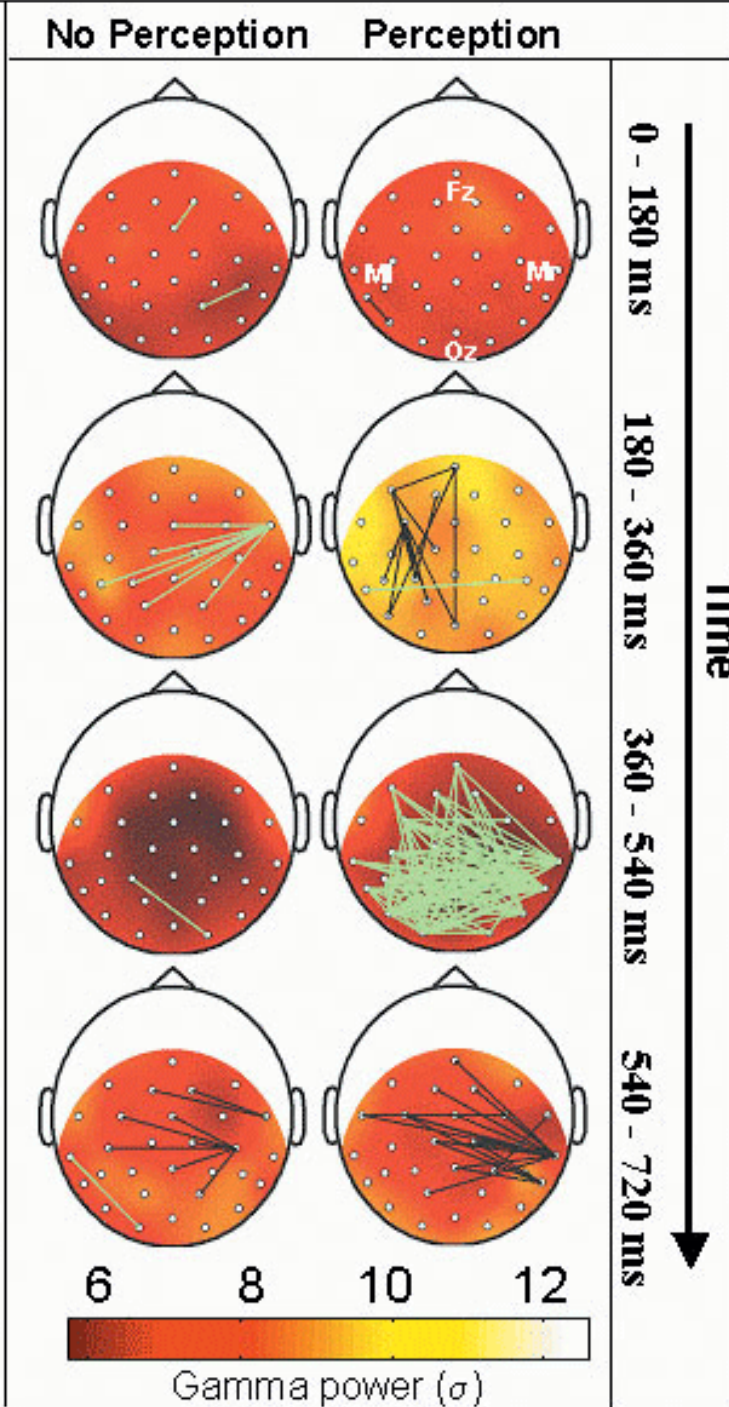 No Perception Perception
Fz
Ml Mr
Oz
0 - 180 ms
180 - 360 ms
360 - 540 ms
540 - 720 ms
Time
6 8 10 12
Gamma power (σ)